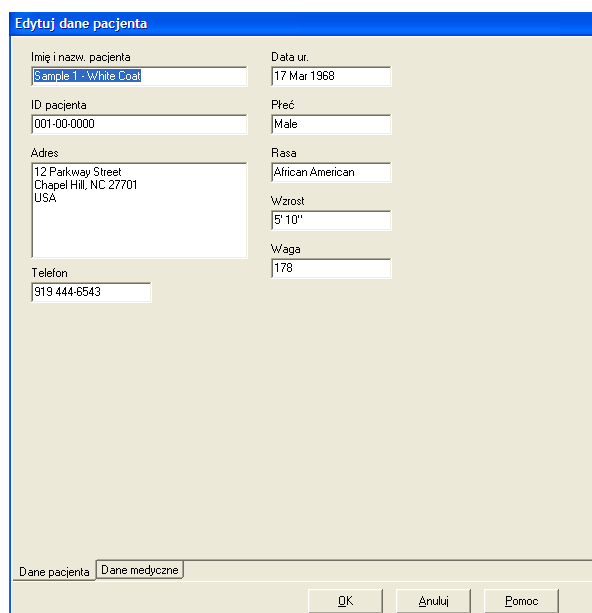 Edytuj dane pacjenta
Imię i nazw. pacjenta
Sample 1 - White Coat
ID pacjenta
001-00-0000
Adres
12 Parkway Street
Chapel Hill, NC 27701
USA
Telefon
919 444-6543
Data ur.
17 Mar 1968
Płeć
Male
Rasa
African American
Wzrost
5' 10''
Waga
178
Dane pacjenta
Dane medyczne
OK
Anuluj
Pomoc